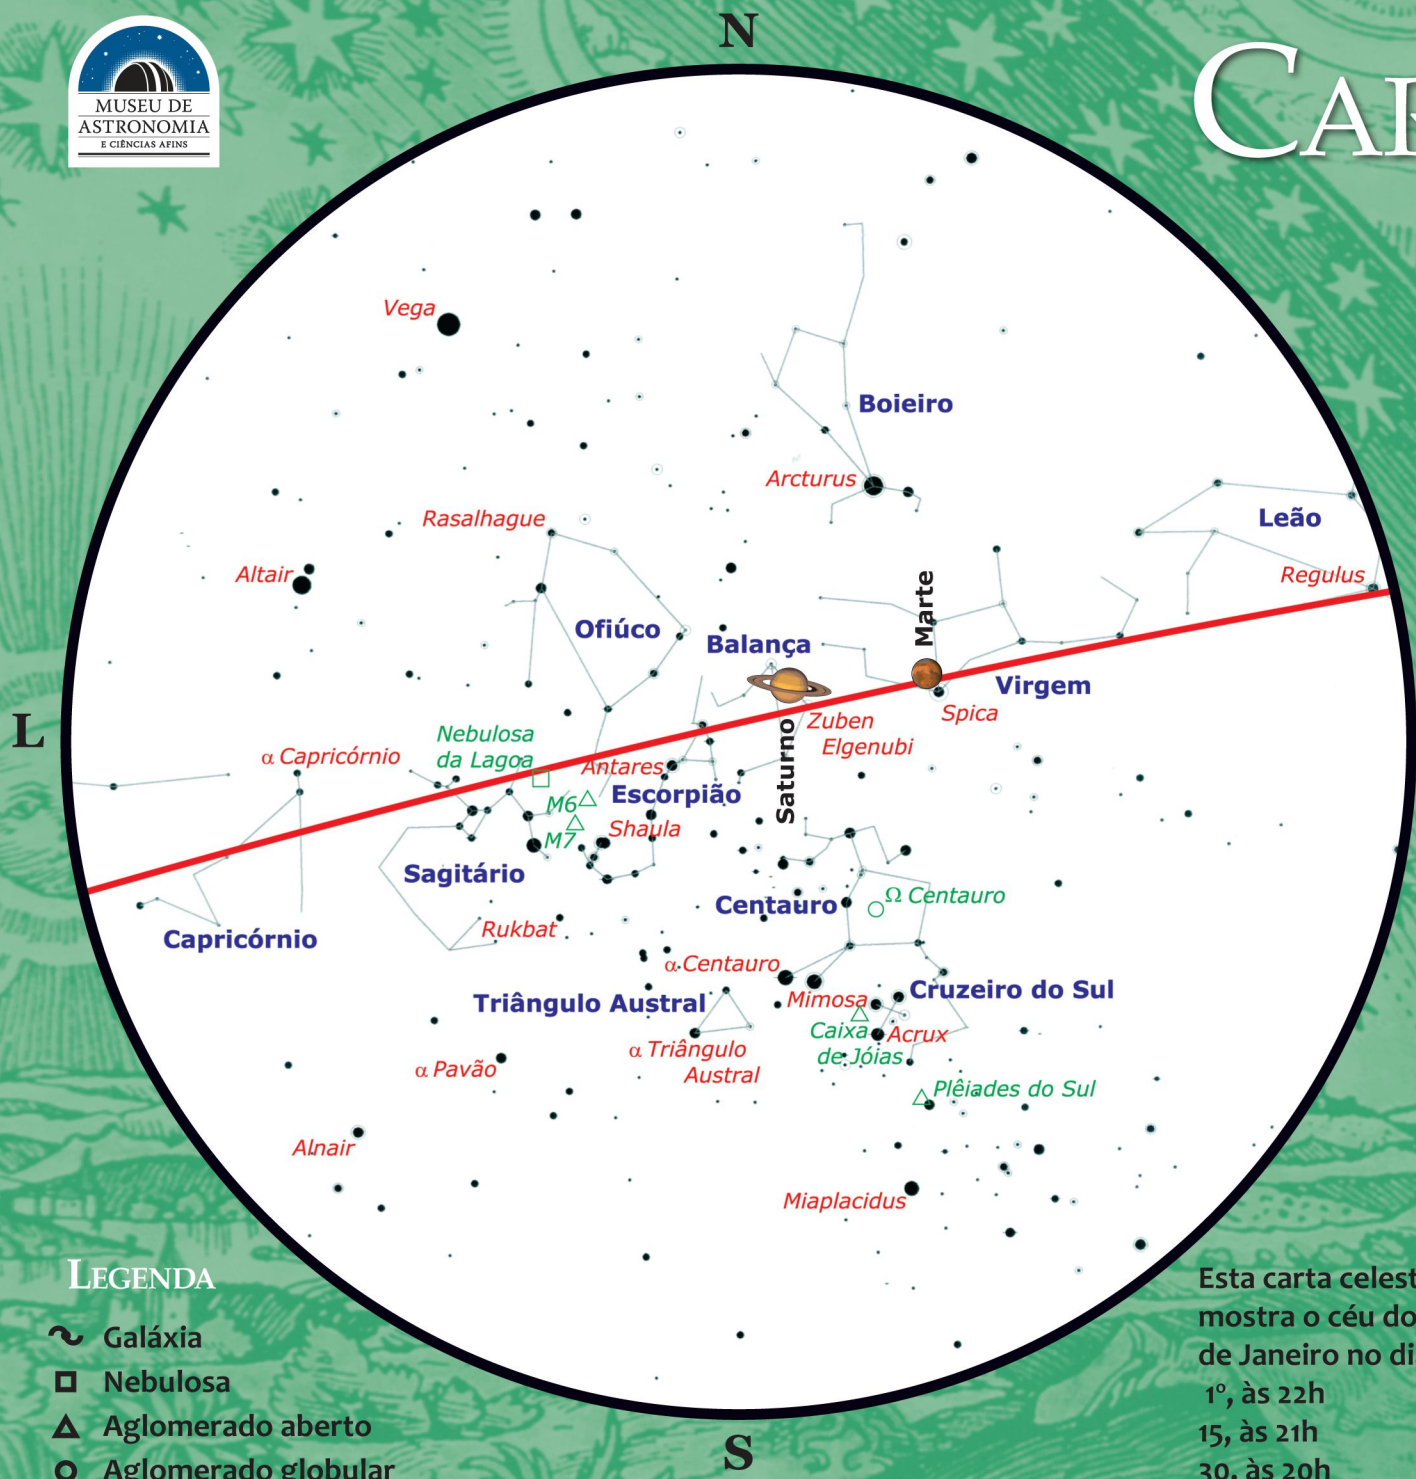 N
MUSEU DE
ASTRONOMIA
E CIÊNCIAS AFINS
Vega
Boieiro
Arcturus
Rasalhague
Leão
Altair
Regulus
Marte
Ofiúco
Balança
Virgem
Spica
Zuben
Elgenubi
Saturno
L
Nebulosa
da Lagoa
α Capricórnio
Antares
Escorpião
M6
Shaula
M7
Sagitário
Centauro
Ω Centauro
Capricórnio
Rukbat
α Centauro
Triângulo Austral
Mimosa
Cruzeiro do Sul
Caixa
de Jóias
Acrux
α Triângulo
Austral
α Pavão
Plêiades do Sul
Alnair
Miaplacidus
LEGENDA
Galáxia
Nebulosa
Aglomerado aberto
Aglomerado globular
Esta carta celest
mostra o céu do
de Janeiro no di
1º, às 22h
15, às 21h
30, às 20h
S